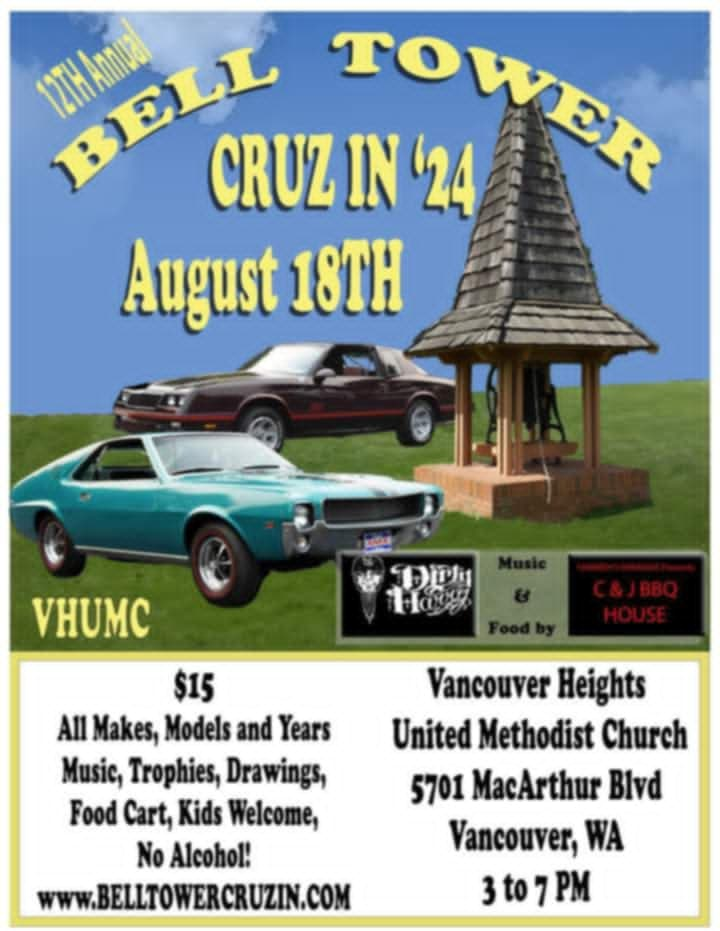 12TH Annual
BELL TOWER
CRUZ IN '24
August 18TH
VHUMC
Dirty
Hoogz
Music
&
Food by
C & J BBQ
HOUSE
$15
All Makes, Models and Years
Music, Trophies, Drawings,
Food Cart, Kids Welcome,
No Alcohol!
www.BELLTOWERCRUZIN.COM
Vancouver Heights
United Methodist Church
5701 MacArthur Blvd
Vancouver, WA
3 to 7 PM